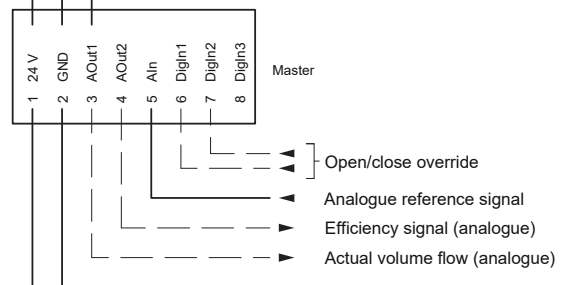 24 V
GND
AOut1
AOut2
AIn
DigIn1
DigIn2
DigIn3
1
2
3
4
5
6
7
8
Master
Open/close override
Analogue reference signal
Efficiency signal (analogue)
Actual volume flow (analogue)